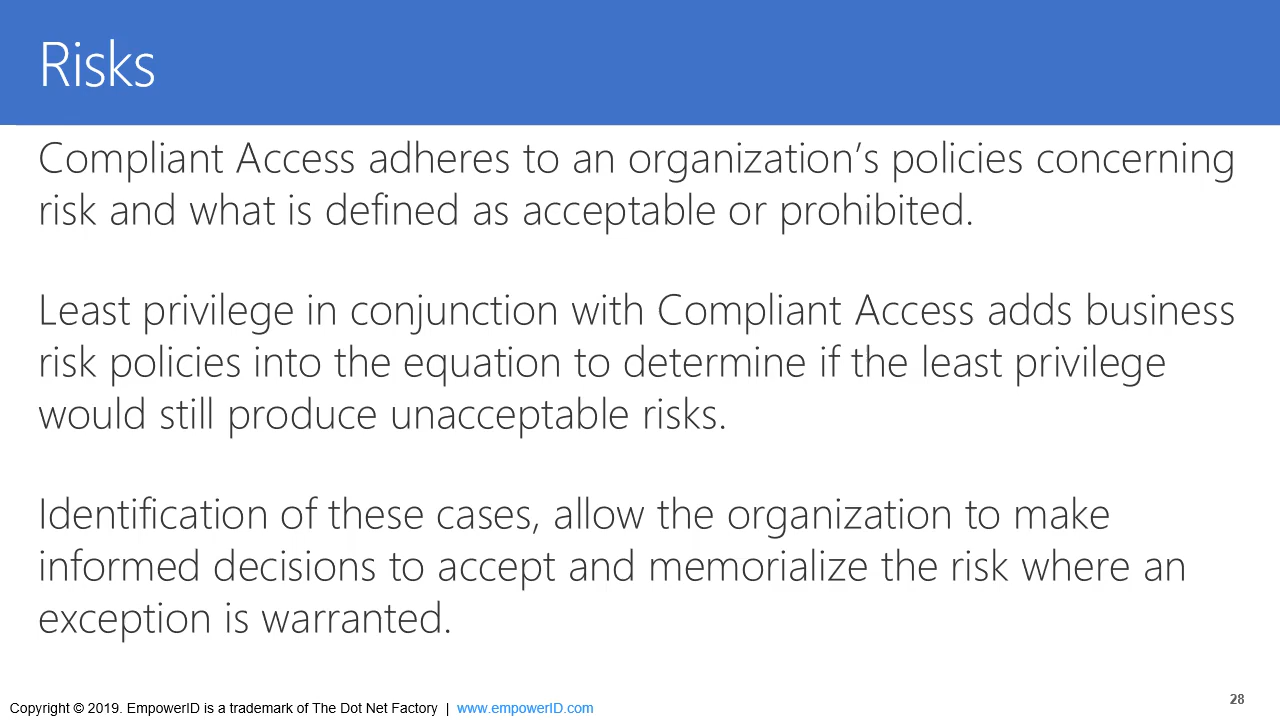 Risks
Compliant Access adheres to an organization’s policies concerning
risk and what is defined as acceptable or prohibited.
Least privilege in conjunction with Compliant Access adds business
risk policies into the equation to determine if the least privilege
would still produce unacceptable risks.
Identification of these cases, allow the organization to make
informed decisions to accept and memorialize the risk where an
exception is warranted.
28
Copyright © 2019. EmpowerID is a trademark of The Dot Net Factory | www.empowerid.com